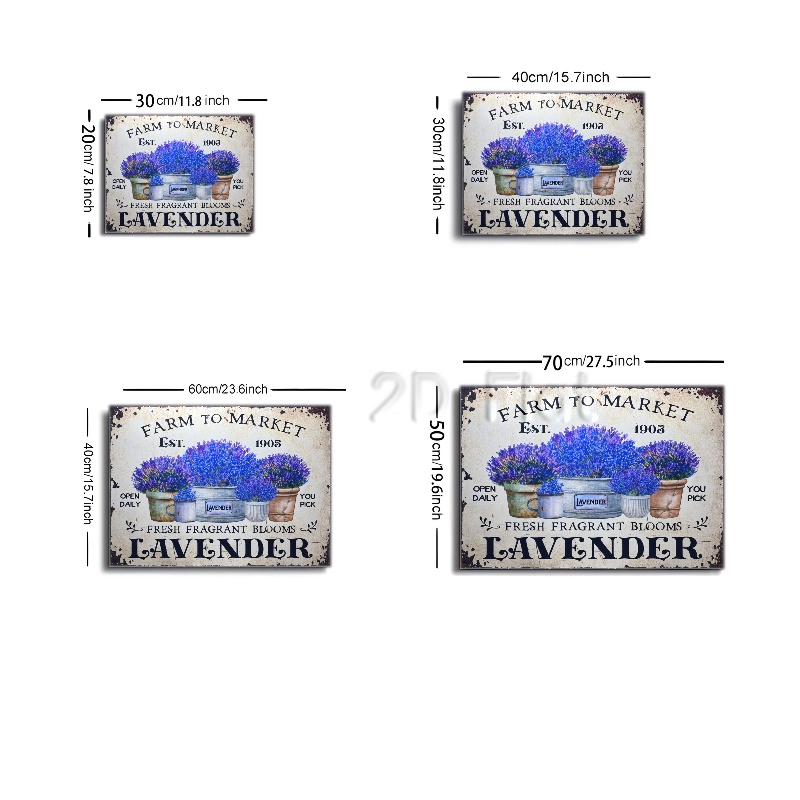 30cm/11.8 inch
20cm/7.8 inch
FARM TO MARKET
EST. 1903
OPEN DAILY
YOU PICK
LAVENDER
FRESH FRAGRANT BLOOMS
LAVENDER
40cm/15.7inch
30cm/11.8inch
FARM TO MARKET
EST. 1903
OPEN DAILY
YOU PICK
LAVENDER
FRESH FRAGRANT BLOOMS
LAVENDER
60cm/23.6inch
40cm/15.7inch
FARM TO MARKET
EST. 1903
OPEN DAILY
YOU PICK
LAVENDER
FRESH FRAGRANT BLOOMS
LAVENDER
70cm/27.5inch
50cm/19.6inch
FARM TO MARKET
EST. 1903
OPEN DAILY
YOU PICK
LAVENDER
FRESH FRAGRANT BLOOMS
LAVENDER
2D Flat